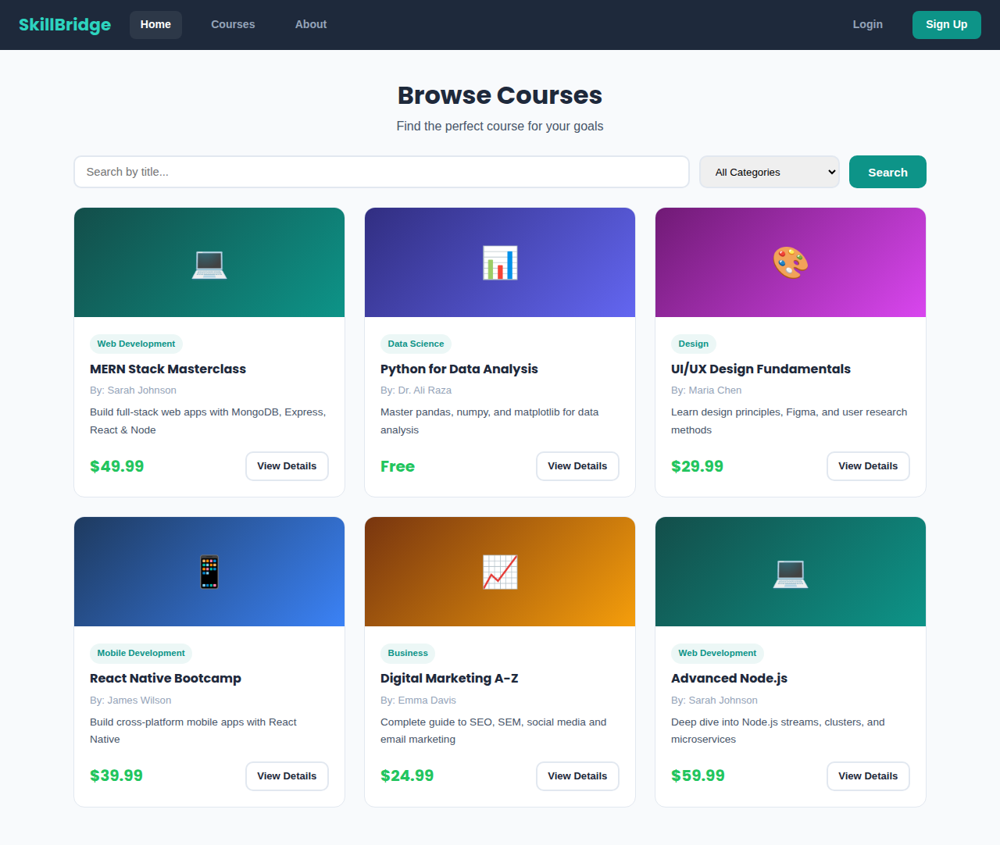 SkillBridge Home Courses About Login Sign Up
Browse Courses
Find the perfect course for your goals
Search by title... All Categories Search
Web Development
MERN Stack Masterclass
By: Sarah Johnson
Build full-stack web apps with MongoDB, Express,
React & Node
$49.99 View Details
Data Science
Python for Data Analysis
By: Dr. Ali Raza
Master pandas, numpy, and matplotlib for data
analysis
Free View Details
Design
UI/UX Design Fundamentals
By: Maria Chen
Learn design principles, Figma, and user research
methods
$29.99 View Details
Mobile Development
React Native Bootcamp
By: James Wilson
Build cross-platform mobile apps with React
Native
$39.99 View Details
Business
Digital Marketing A-Z
By: Emma Davis
Complete guide to SEO, SEM, social media and
email marketing
$24.99 View Details
Web Development
Advanced Node.js
By: Sarah Johnson
Deep dive into Node.js streams, clusters, and
microservices
$59.99 View Details